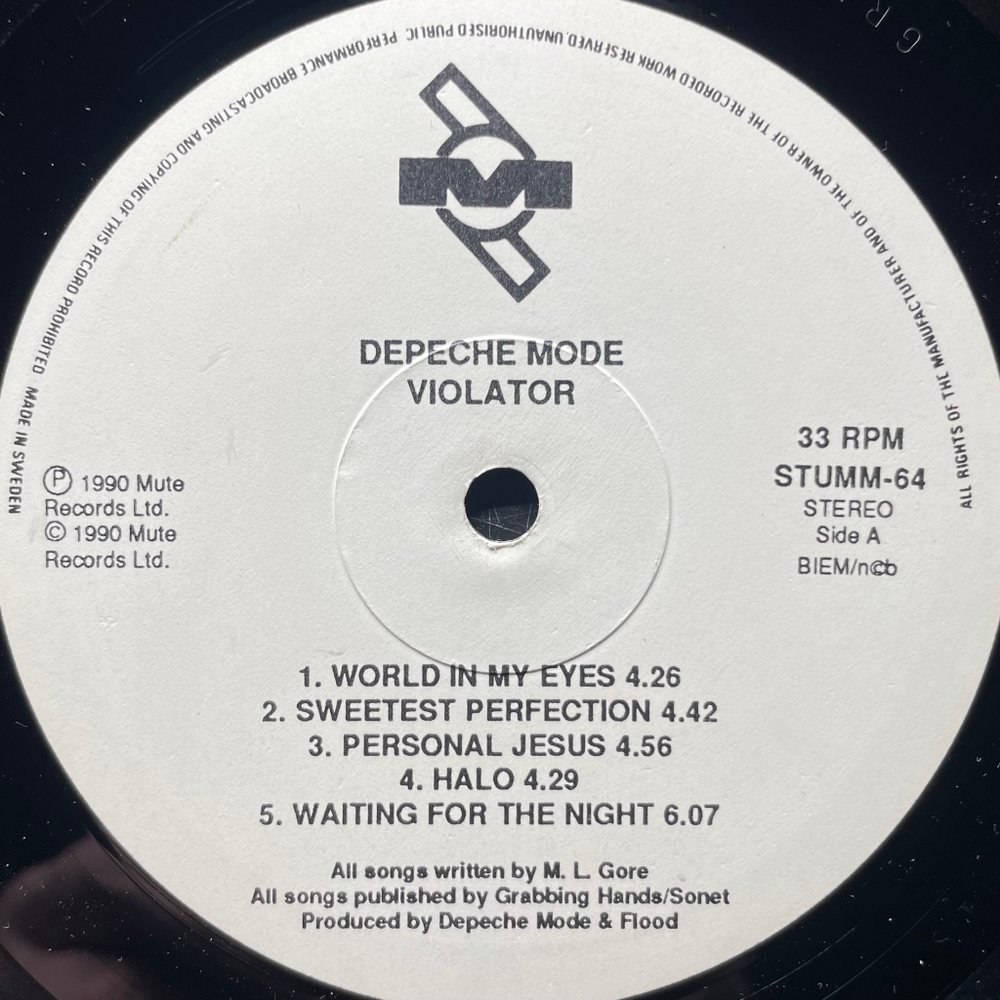 ALL RIGHTS OF THE MANUFACTURER AND OF THE OWNER OF THE RECORDED WORK RESERVED. UNAUTHORISED PUBLIC PERFORMANCE BROADCASTING AND COPYING OF THIS RECORD PROHIBITED MADE IN SWEDEN
M
DEPECHE MODE
VIOLATOR
Ⓟ 1990 Mute
Records Ltd.
© 1990 Mute
Records Ltd.
33 RPM
STUMM-64
STEREO
Side A
BIEM/n©b
1. WORLD IN MY EYES 4.26
2. SWEETEST PERFECTION 4.42
3. PERSONAL JESUS 4.56
4. HALO 4.29
5. WAITING FOR THE NIGHT 6.07
All songs written by M. L. Gore
All songs published by Grabbing Hands/Sonet
Produced by Depeche Mode & Flood